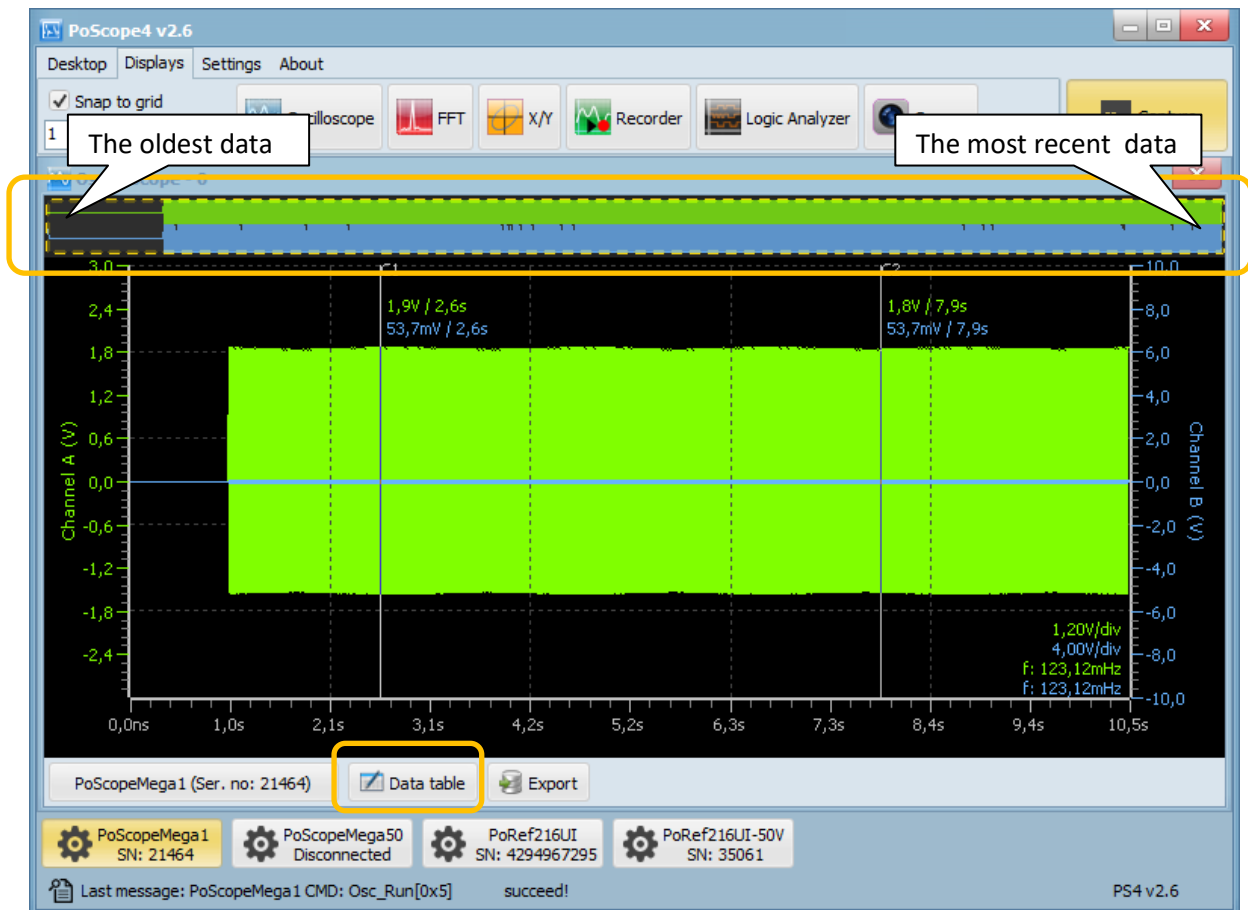 PoScope4 v2.6
Desktop Displays Settings About
Snap to grid
1
Oscilloscope
FFT
X/Y
Recorder
Logic Analyzer
The oldest data
The most recent data
3,0
2,4
1,8
1,2
0,6
0,0
-0,6
-1,2
-1,8
-2,4
Channel A (V)
1,9V / 2,6s
53,7mV / 2,6s
1,8V / 7,9s
53,7mV / 7,9s
10,0
8,0
6,0
4,0
2,0
0,0
-2,0
-4,0
-6,0
-8,0
-10,0
Channel B (V)
1,20V/div
4,00V/div
f: 123,12mHz
f: 123,12mHz
0,0ns 1,0s 2,1s 3,1s 4,2s 5,2s 6,3s 7,3s 8,4s 9,4s 10,5s
PoScopeMega1 (Ser. no: 21464)
Data table
Export
PoScopeMega1
SN: 21464
PoScopeMega50
Disconnected
PoRef216UI
SN: 4294967295
PoRef216UI-50V
SN: 35061
Last message: PoScopeMega1 CMD: Osc_Run[0x5] succeed!
PS4 v2.6